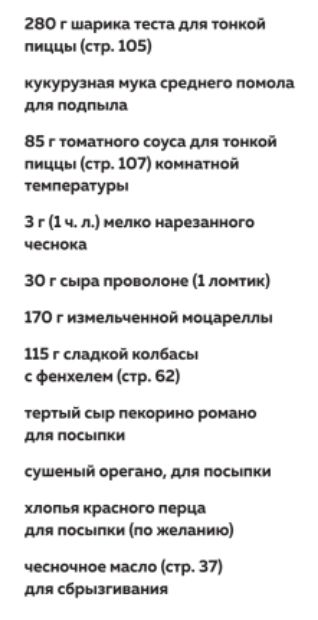 280 г шарика теста для тонкой
пиццы (стр. 105)
кукурузная мука среднего помола
для подпыла
85 г томатного соуса для тонкой
пиццы (стр. 107) комнатной
температуры
3 г (1 ч. л.) мелко нарезанного
чеснока
30 г сыра проволоне (1 ломтик)
170 г измельченной моцареллы
115 г сладкой колбасы
с фенхелем (стр. 62)
тертый сыр пекорино романо
для посыпки
сушеный орегано, для посыпки
хлопья красного перца
для посыпки (по желанию)
чесночное масло (стр. 37)
для сбрызгивания